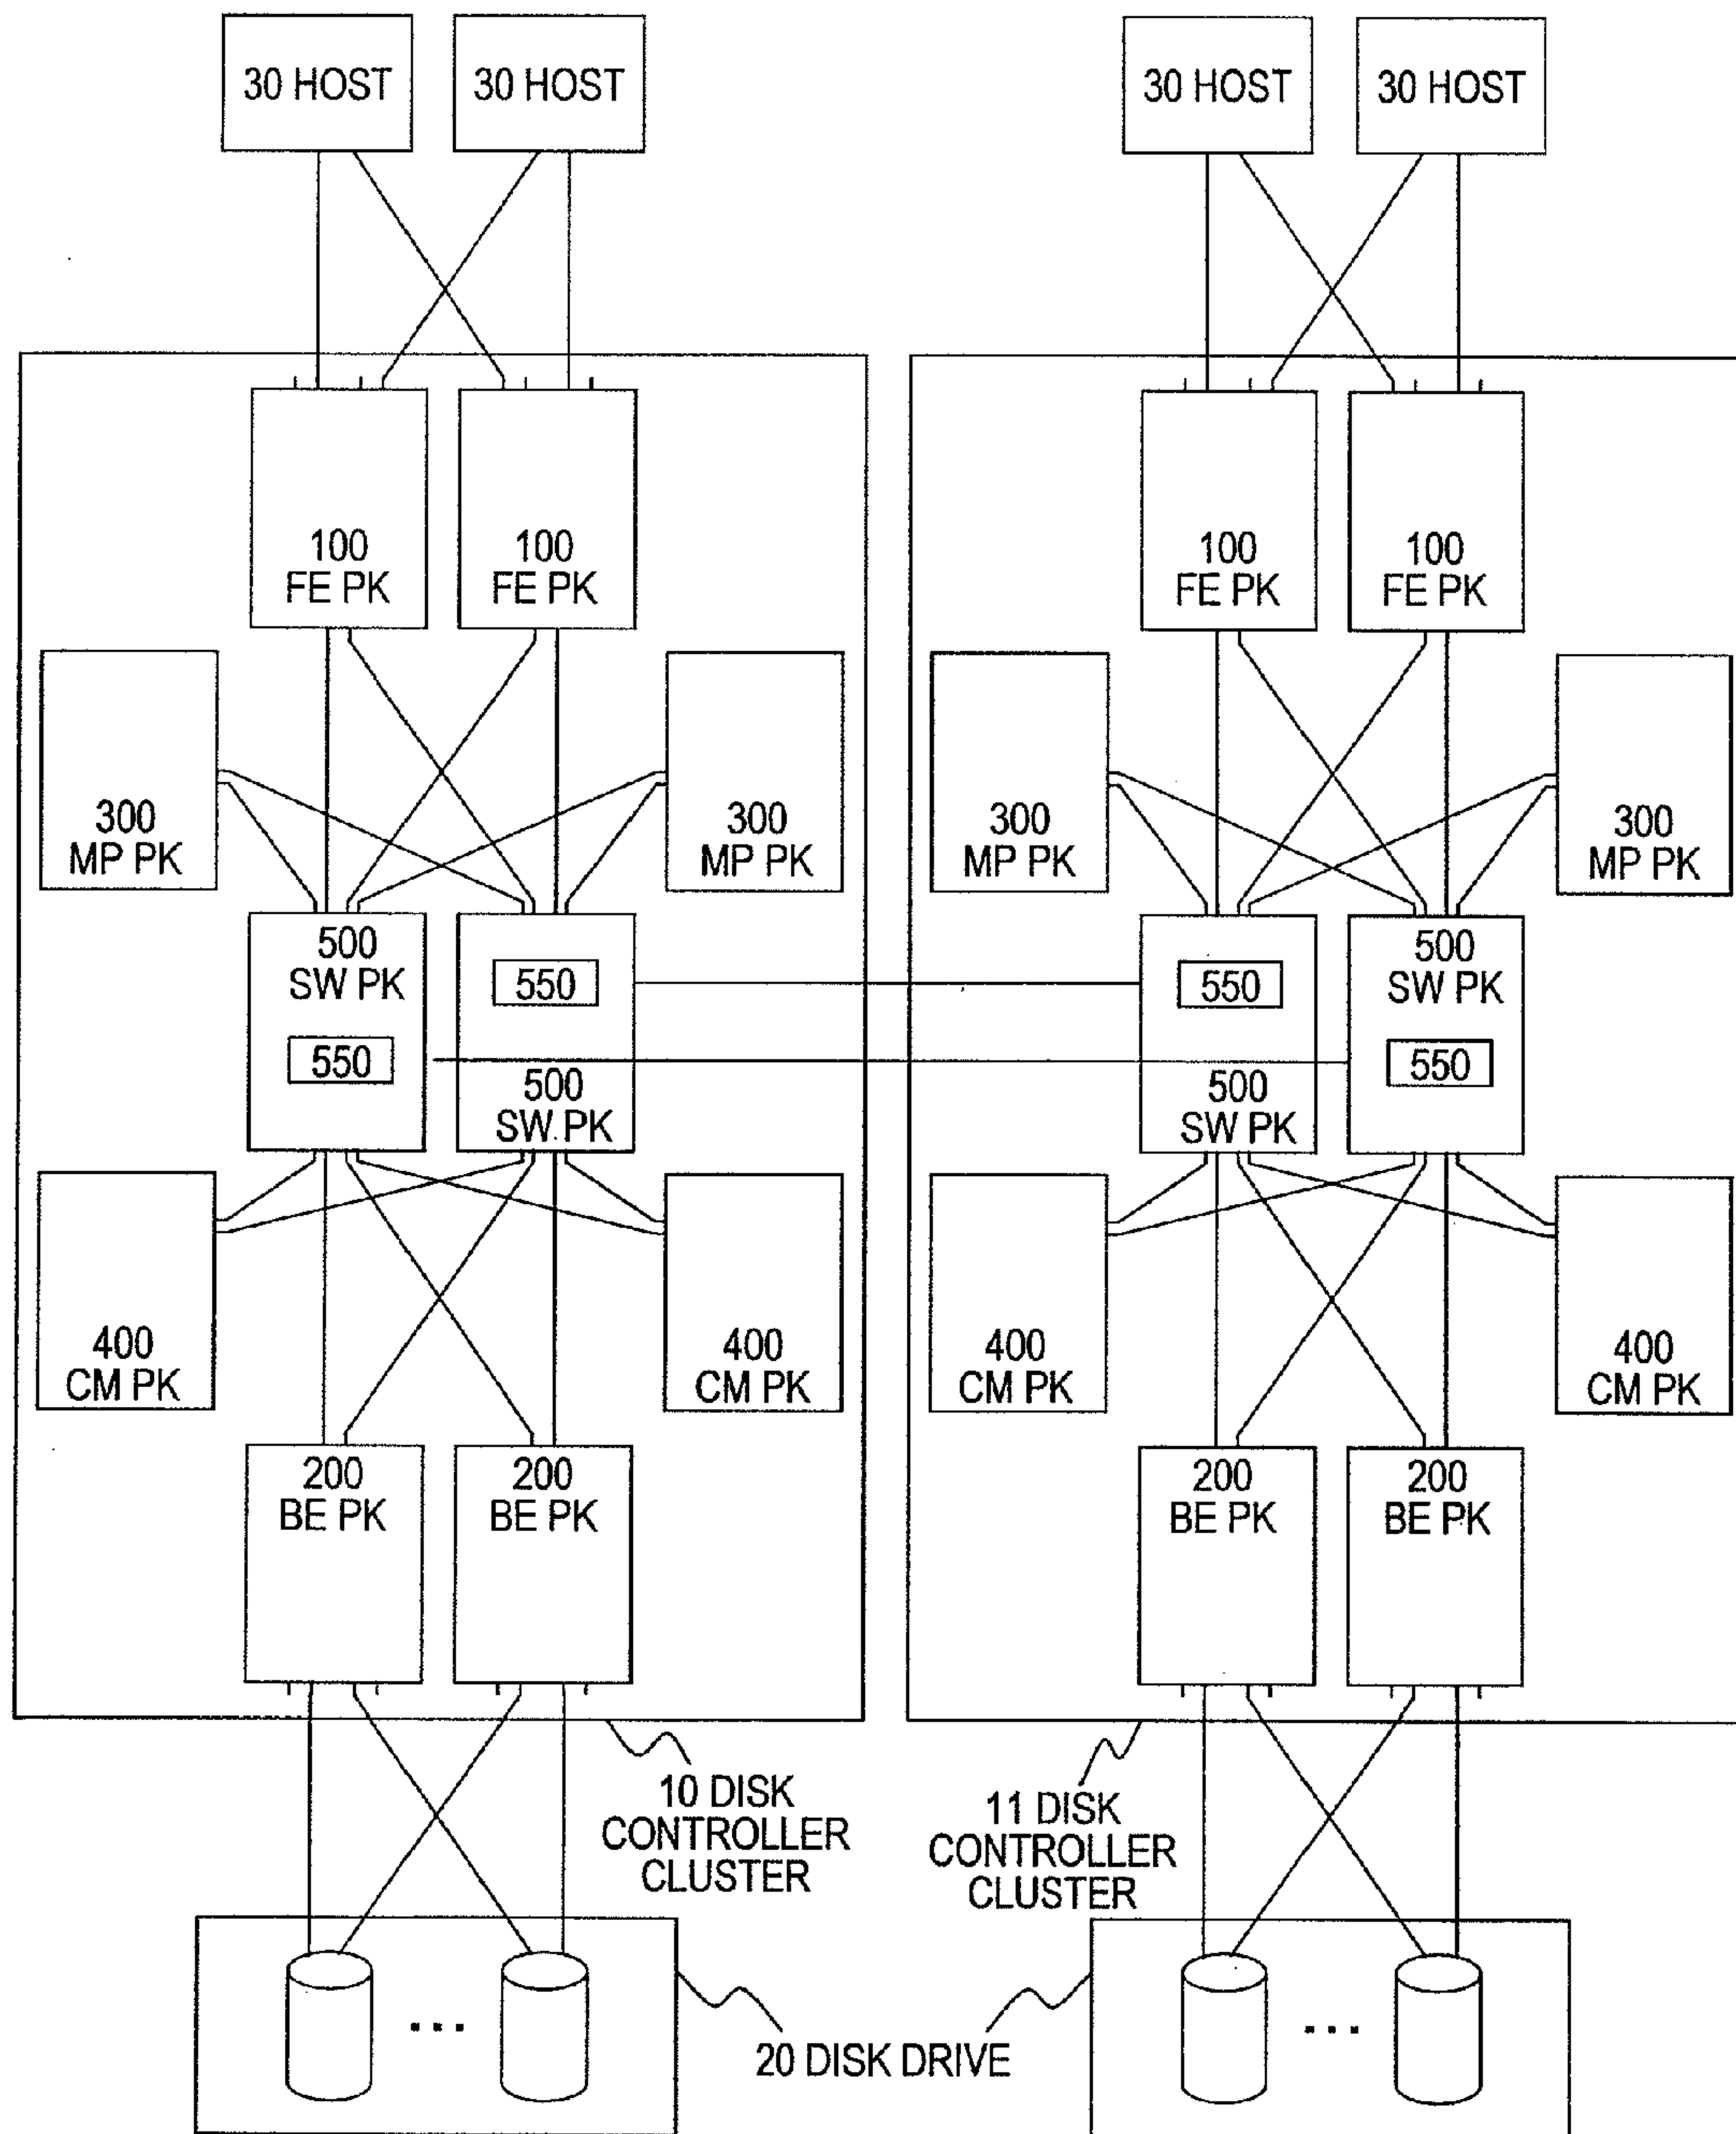 30 HOST
30 HOST
30 HOST
30 HOST
100
FE PK
100
FE PK
100
FE PK
100
FE PK
300
MP PK
300
MP PK
300
MP PK
300
MP PK
500
SW PK
550
550
500
SW PK
550
500
SW PK
500
SW PK
550
400
CM PK
400
CM PK
400
CM PK
400
CM PK
200
BE PK
200
BE PK
200
BE PK
200
BE PK
10 DISK
CONTROLLER
CLUSTER
11 DISK
CONTROLLER
CLUSTER
...
...
20 DISK DRIVE